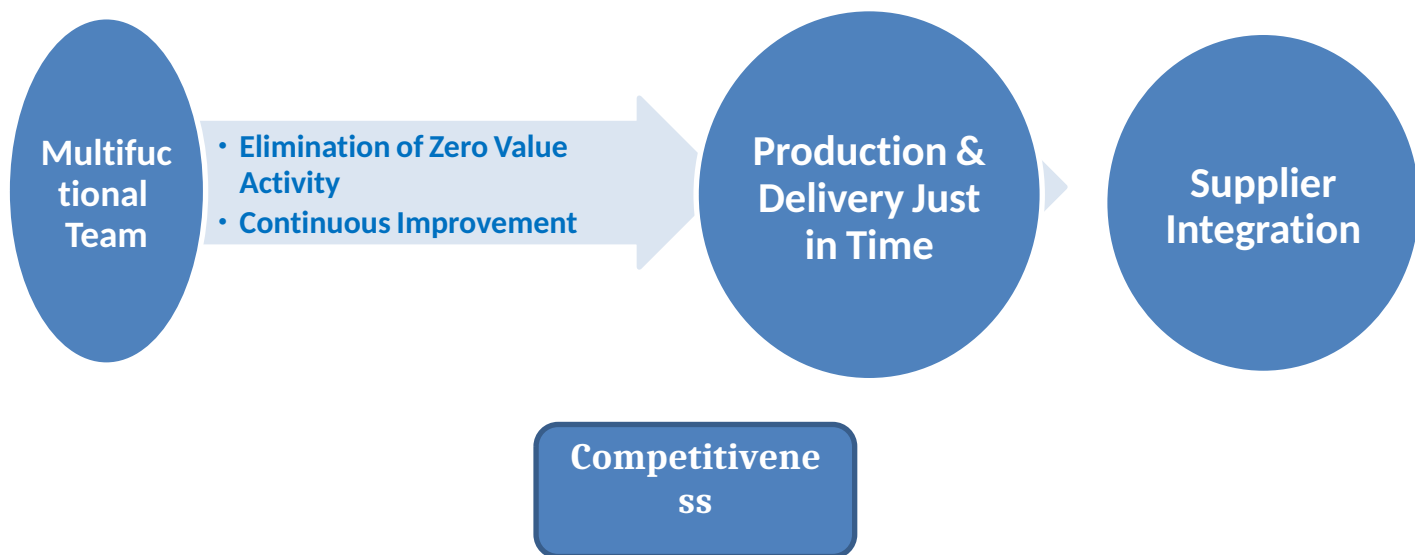 Multifuc
tional
Team
• Elimination of Zero Value
Activity
• Continuous Improvement
Production &
Delivery Just
in Time
Supplier
Integration
Competitivene
ss